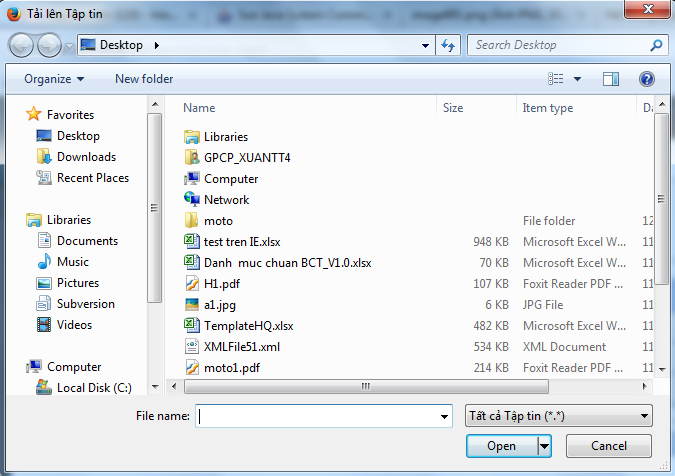 Tải lên Tập tin
Desktop
Search Desktop
Organize
New folder
Favorites
Desktop
Downloads
Recent Places
Libraries
Documents
Music
Pictures
Subversion
Videos
Computer
Local Disk (C:)
Name Size Item type Da
Libraries
GPCP_XUANTT4
Computer
Network
moto File folder 12
test tren IE.xlsx 948 KB Microsoft Excel W... 11
Danh muc chuan BCT_V1.0.xlsx 70 KB Microsoft Excel W... 11
H1.pdf 107 KB Foxit Reader PDF ... 11
a1.jpg 6 KB JPG File 11
TemplateHQ.xlsx 482 KB Microsoft Excel W... 11
XMLFile51.xml 534 KB XML Document 11
moto1.pdf 214 KB Foxit Reader PDF ... 11
File name:
Tất cả Tập tin (*.*)
Open
Cancel